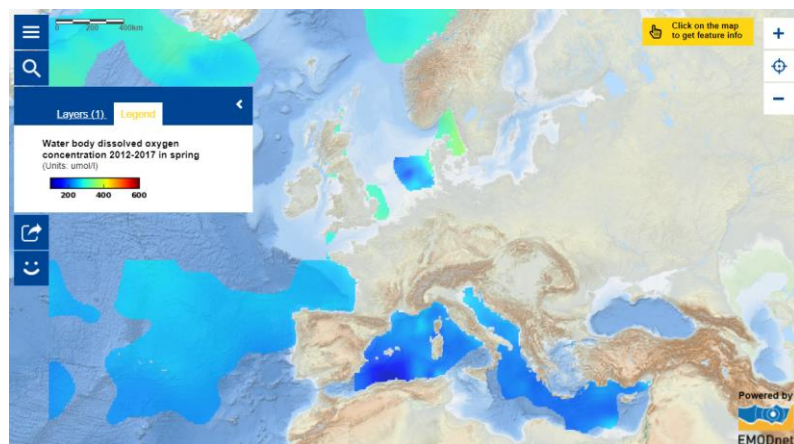 0 200 400km
Click on the map
to get feature info
Layers (1)
Legend
Water body dissolved oxygen
concentration 2012-2017 in spring
(Units: umol/l)
200 400 600
Powered by
EMODnet